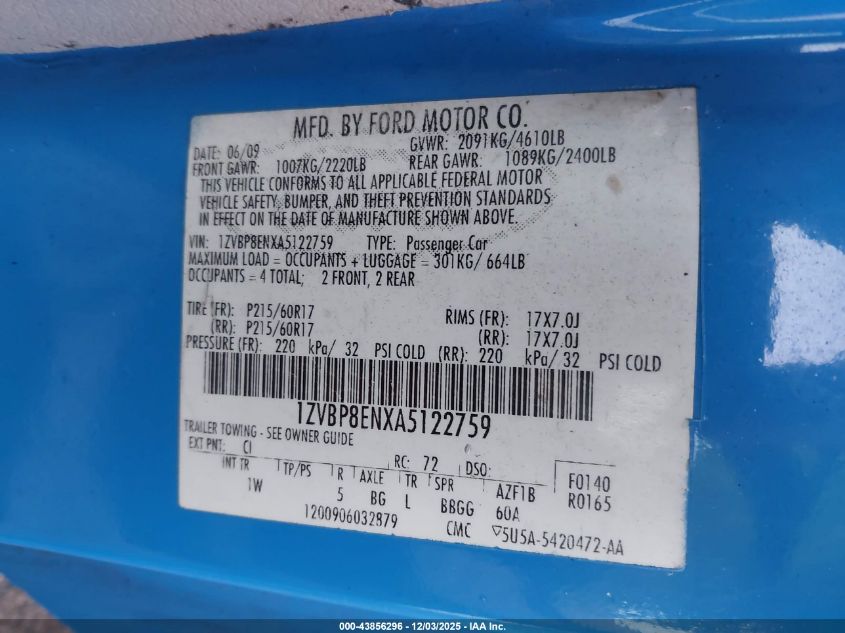 MFD. BY FORD MOTOR CO.
DATE: 06/09 GVWR: 2091KG/4610LB
FRONT GAWR: 1007KG/2220LB REAR GAWR: 1089KG/2400LB
THIS VEHICLE CONFORMS TO ALL APPLICABLE FEDERAL MOTOR
VEHICLE SAFETY, BUMPER, AND THEFT PREVENTION STANDARDS
IN EFFECT ON THE DATE OF MANUFACTURE SHOWN ABOVE.
VIN: 1ZVBP8ENXA5122759 TYPE: Passenger Car
MAXIMUM LOAD = OCCUPANTS + LUGGAGE = 301KG/ 664LB
OCCUPANTS = 4 TOTAL; 2 FRONT, 2 REAR
TIRE (FR): P215/60R17 RIMS (FR): 17X7.0J
(RR): P215/60R17 (RR): 17X7.0J
PRESSURE (FR): 220 kPa/ 32 PSI COLD (RR): 220 kPa/ 32 PSI COLD
1ZVBP8ENXA5122759
TRAILER TOWING - SEE OWNER GUIDE
EXT PNT: CI RC: 72 DSO: F0140
INT TR TP/PS R AXLE TR SPR AZF1B R0165
1W 5 BG L BBGG 60A
1200906032879 CMC ▽5U5A-5420472-AA
000-43856296 - 12/03/2025 - IAA Inc.